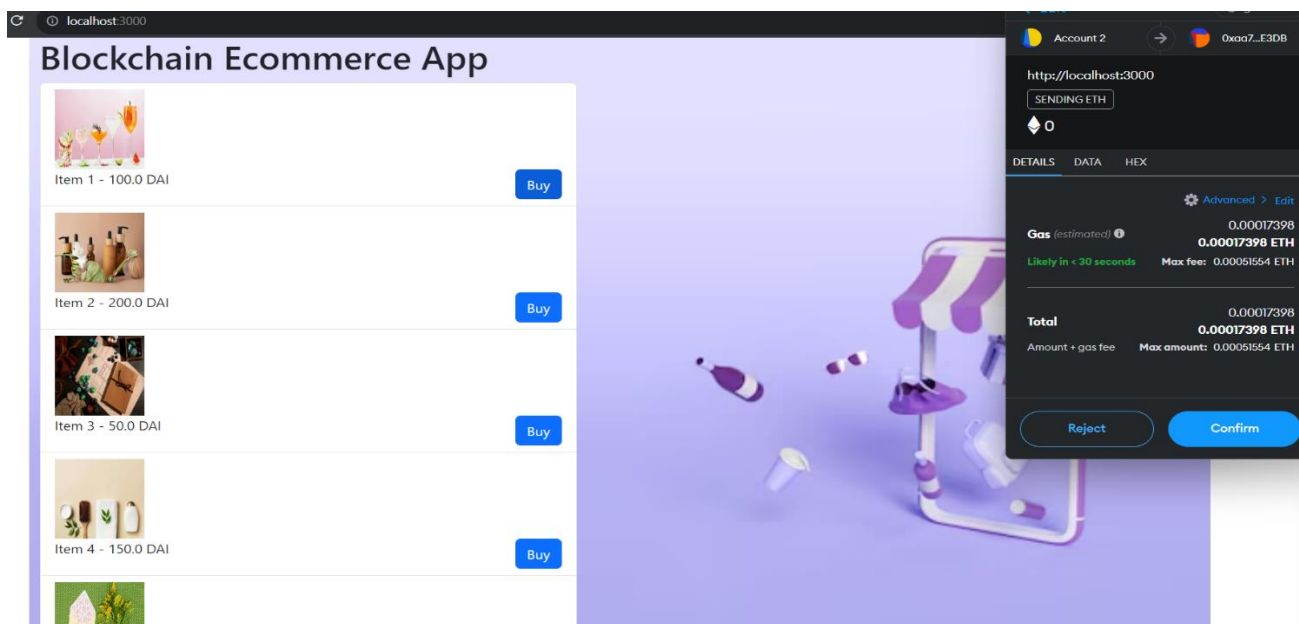 localhost:3000
Blockchain Ecommerce App
Item 1 - 100.0 DAI
Buy
Item 2 - 200.0 DAI
Buy
Item 3 - 50.0 DAI
Buy
Item 4 - 150.0 DAI
Buy
Account 2
0xaa7...E3DB
http://localhost:3000
SENDING ETH
0
DETAILS DATA HEX
Advanced > Edit
Gas (estimated) 0.00017398
0.00017398 ETH
Likely in < 30 seconds Max fee: 0.00051554 ETH
Total 0.00017398
0.00017398 ETH
Amount + gas fee Max amount: 0.00051554 ETH
Reject Confirm